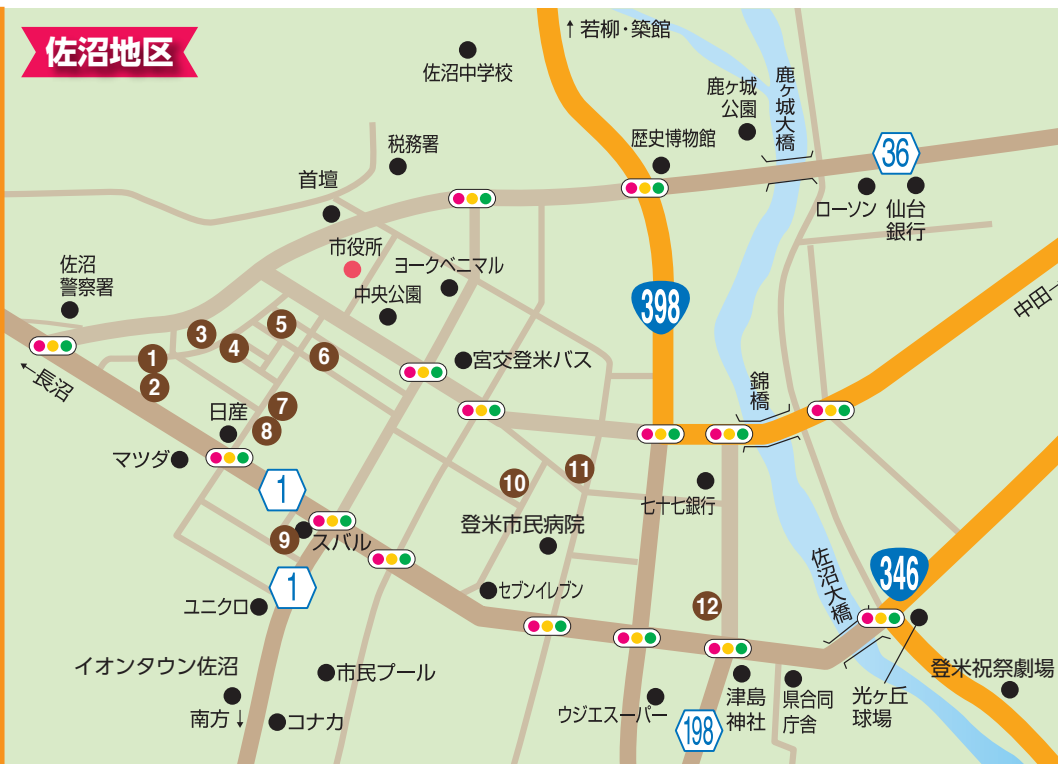 佐沼地区
↑若柳・築館
佐沼中学校
鹿ヶ城
公園
鹿ヶ城大橋
税務署
歴史博物館
36
首壇
ローソン
仙台
銀行
市役所
佐沼
警察署
ヨークベニマル
中央公園
398
中田→
3
5
4
6
1
2
宮交登米バス
←長沼
錦橋
日産
7
8
マツダ
11
10
1
七十七銀行
登米市民病院
9
スバル
佐沼大橋
346
1
セブンイレブン
ユニクロ
12
イオンタウン佐沼
市民プール
登米祝祭劇場
南方↓
コナカ
ウジエスーパー
198
津島
神社
県合同
庁舎
光ヶ丘
球場